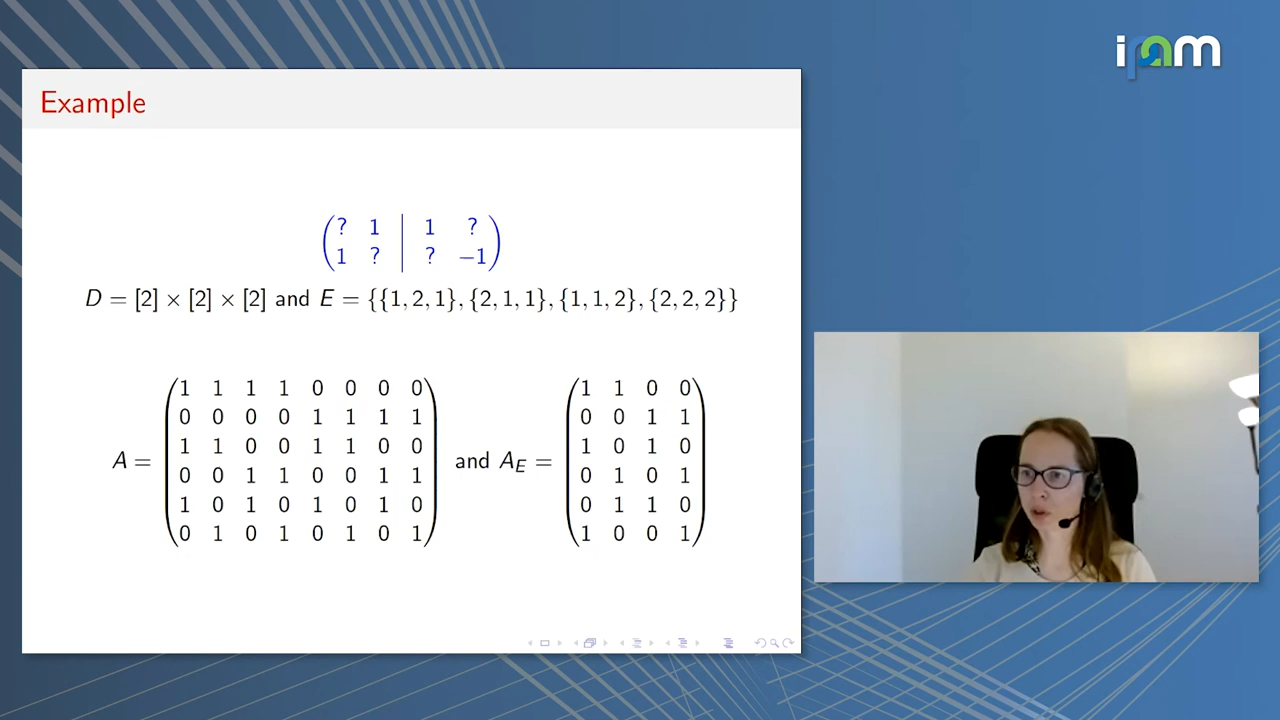 ipam
Example
( ? 1 | 1 ?
1 ? | ? −1 )
D = [2] × [2] × [2] and E = {{1, 2, 1}, {2, 1, 1}, {1, 1, 2}, {2, 2, 2}}
A = ( 1 1 1 1 0 0 0 0
0 0 0 0 1 1 1 1
1 1 0 0 1 1 0 0
0 0 1 1 0 0 1 1
1 0 1 0 1 0 1 0
0 1 0 1 0 1 0 1 )
and A_E = ( 1 1 0 0
0 0 1 1
1 0 1 0
0 1 0 1
0 1 1 0
1 0 0 1 )